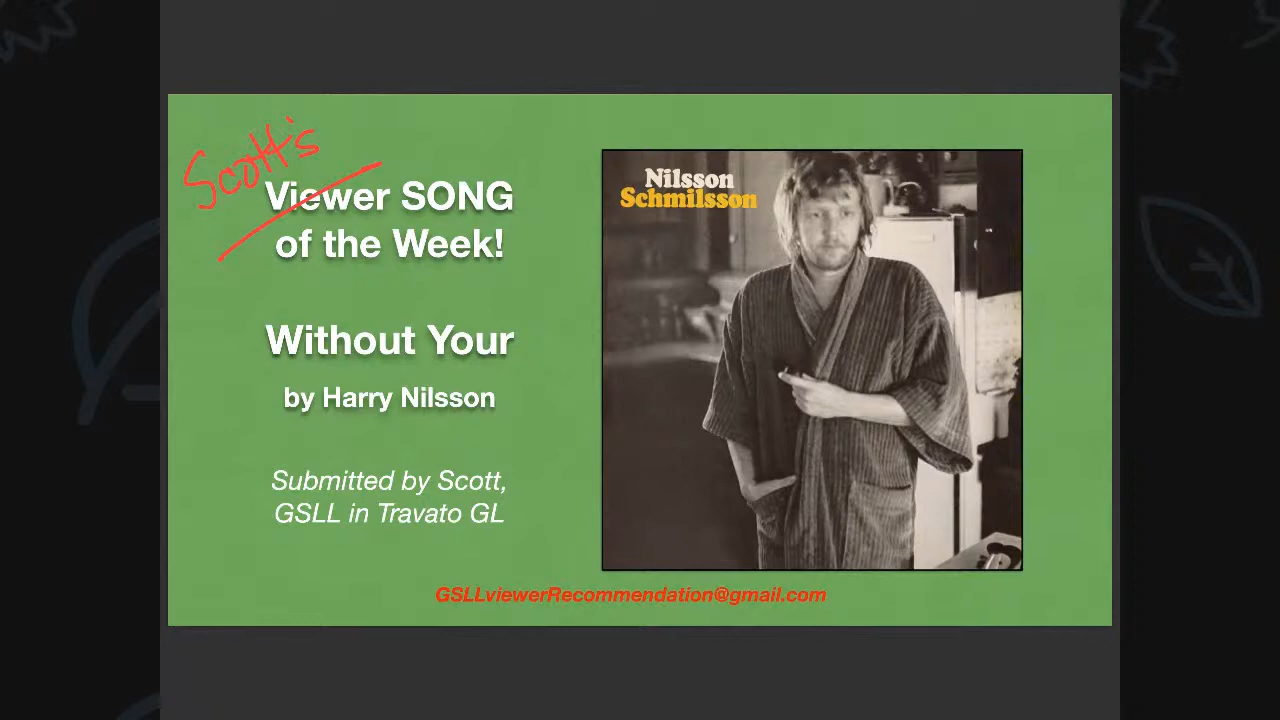 Scott's
Viewer SONG
of the Week!
Without Your
by Harry Nilsson
Submitted by Scott,
GSLL in Travato GL
Nilsson
Schmilsson
GSLLviewerRecommendation@gmail.com